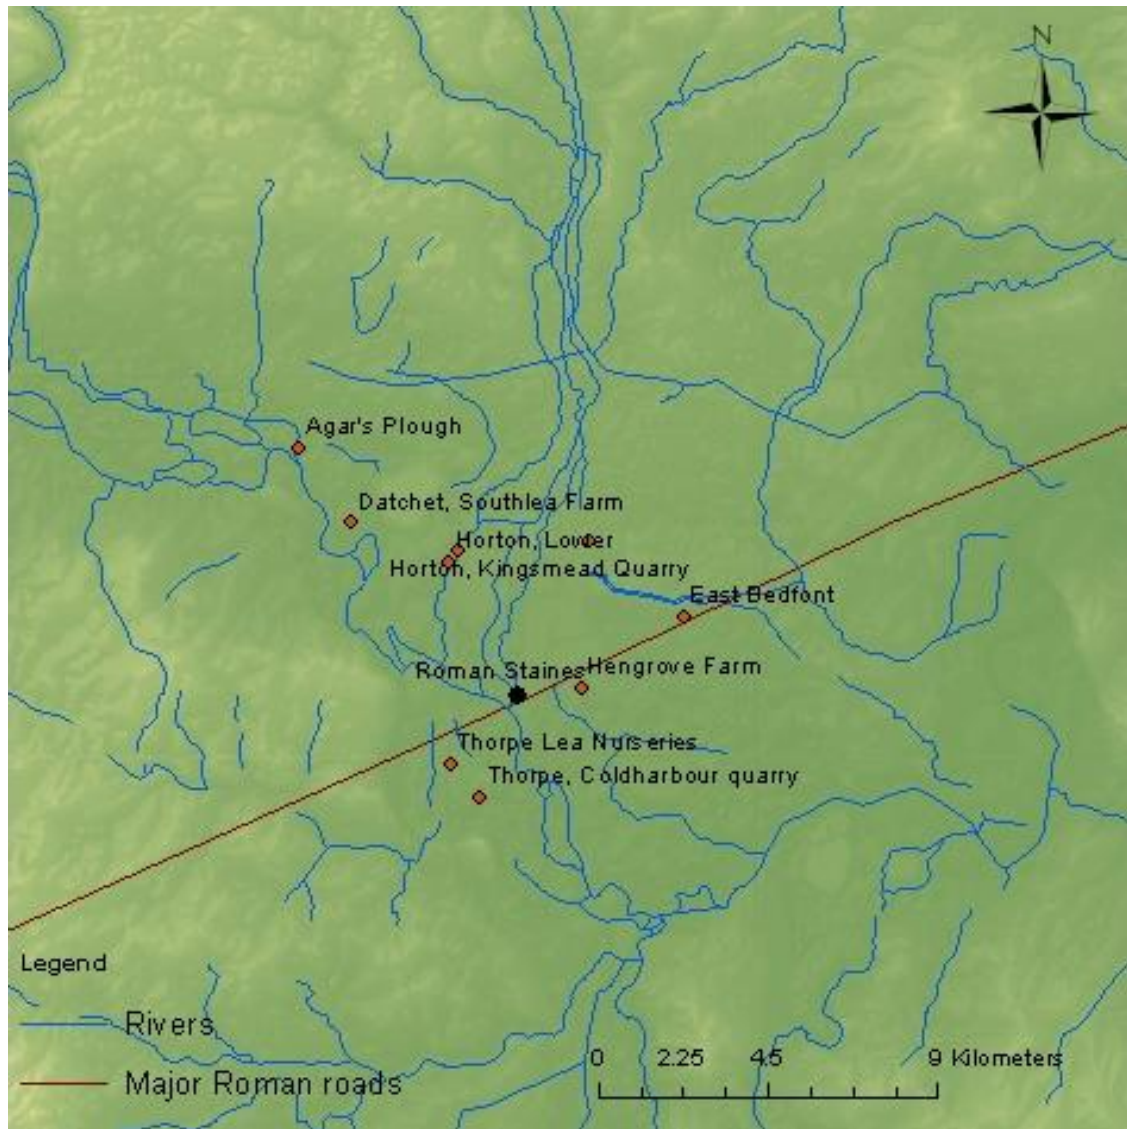 N
Agar's Plough
Datchet, Southlea Farm
Horton, Lower
Horton, Kingsmead Quarry
East Bedfont
Roman Staines
Hengrove Farm
Thorpe Lea Nurseries
Thorpe, Coldharbour quarry
Legend
Rivers
Major Roman roads
0 2.25 4.5 9 Kilometers